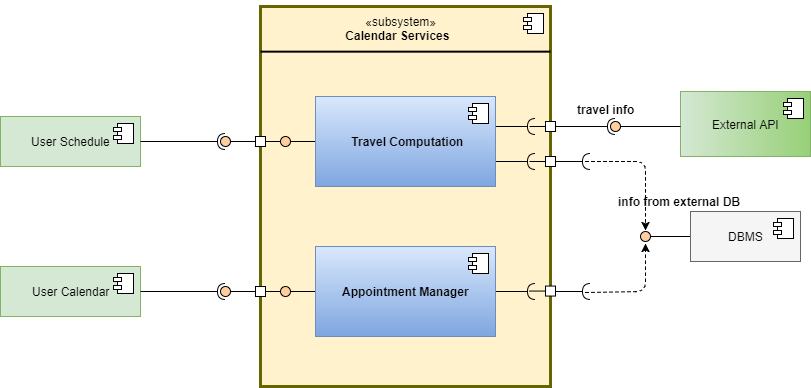 «subsystem»
Calendar Services
travel info
User Schedule
Travel Computation
External API
info from external DB
DBMS
User Calendar
Appointment Manager